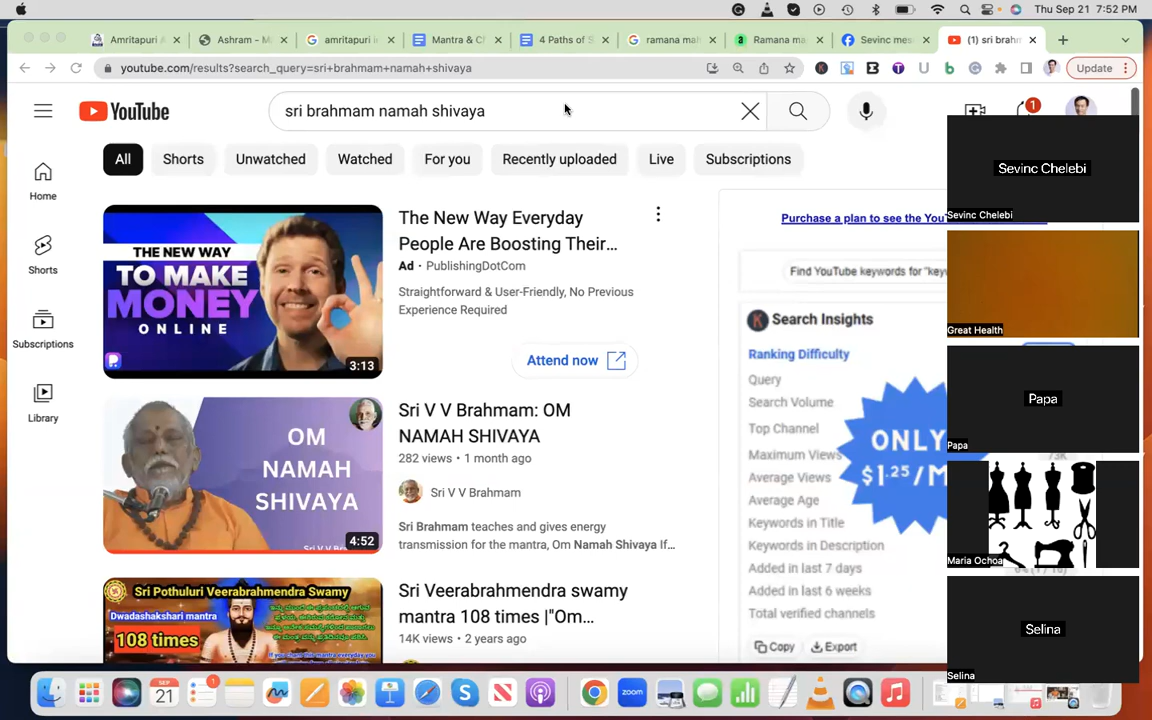 Thu Sep 21 7:52 PM
Amritapuri A
Ashram - M
amritapuri i
Mantra & C
4 Paths of S
ramana mah
Ramana ma
Sevinc mes
(1) sri brahm
youtube.com/results?search_query=sri+brahmam+namah+shivaya
Update
YouTube
sri brahmam namah shivaya
1
All
Shorts
Unwatched
Watched
For you
Recently uploaded
Live
Subscriptions
Home
Shorts
Subscriptions
Library
THE NEW WAY
TO MAKE
MONEY
ONLINE
3:13
The New Way Everyday
People Are Boosting Their...
Ad · PublishingDotCom
Straightforward & User-Friendly, No Previous
Experience Required
Attend now
OM
NAMAH
SHIVAYA
4:52
Sri V V Brahmam: OM
NAMAH SHIVAYA
282 views • 1 month ago
Sri V V Brahmam
Sri Brahmam teaches and gives energy
transmission for the mantra, Om Namah Shivaya If...
Sri Pothuluri Veerabrahmendra Swamy
Dwadashakshari mantra
108 times
Sri Veerabrahmendra swamy
mantra 108 times |"Om...
14K views • 2 years ago
Purchase a plan to see the You
Find YouTube keywords for "key
Search Insights
Ranking Difficulty
Query
Search Volume
Top Channel
Maximum Views
Average Views
Average Age
Keywords in Title
Keywords in Description
Added in last 7 days
Added in last 6 weeks
Total verified channels
Copy
Export
ONLY
$1.25/M
Sevinc Chelebi
Sevinc Chelebi
Great Health
Papa
Papa
Maria Ochoa
Selina
Selina
SEP
21
1
zoom